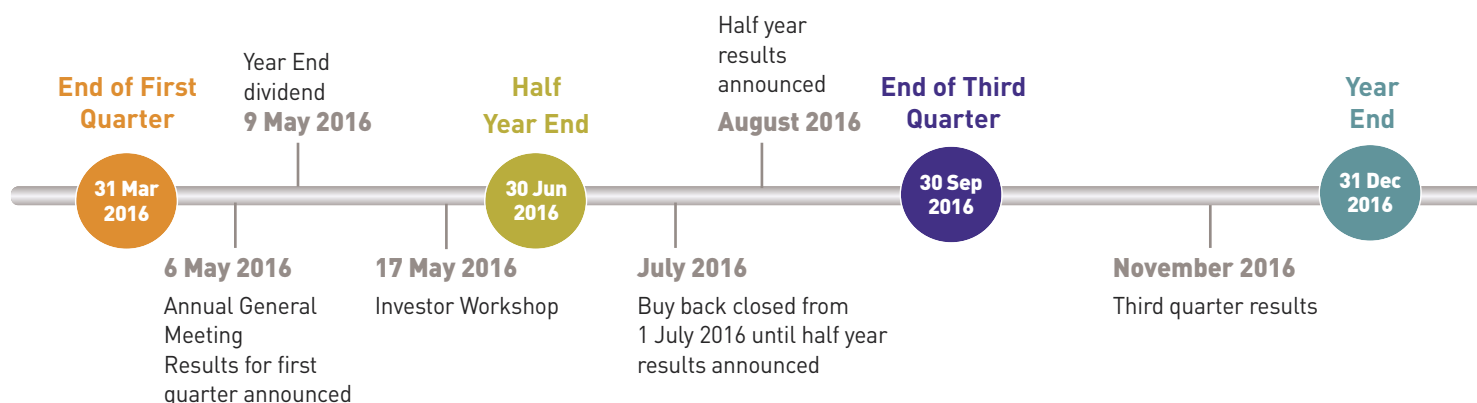 End of First
Quarter
31 Mar
2016
6 May 2016
Annual General
Meeting
Results for first
quarter announced
Year End
dividend
9 May 2016
17 May 2016
Investor Workshop
Half
Year End
30 Jun
2016
July 2016
Buy back closed from
1 July 2016 until half year
results announced
Half year
results
announced
August 2016
End of Third
Quarter
30 Sep
2016
November 2016
Third quarter results
Year
End
31 Dec
2016